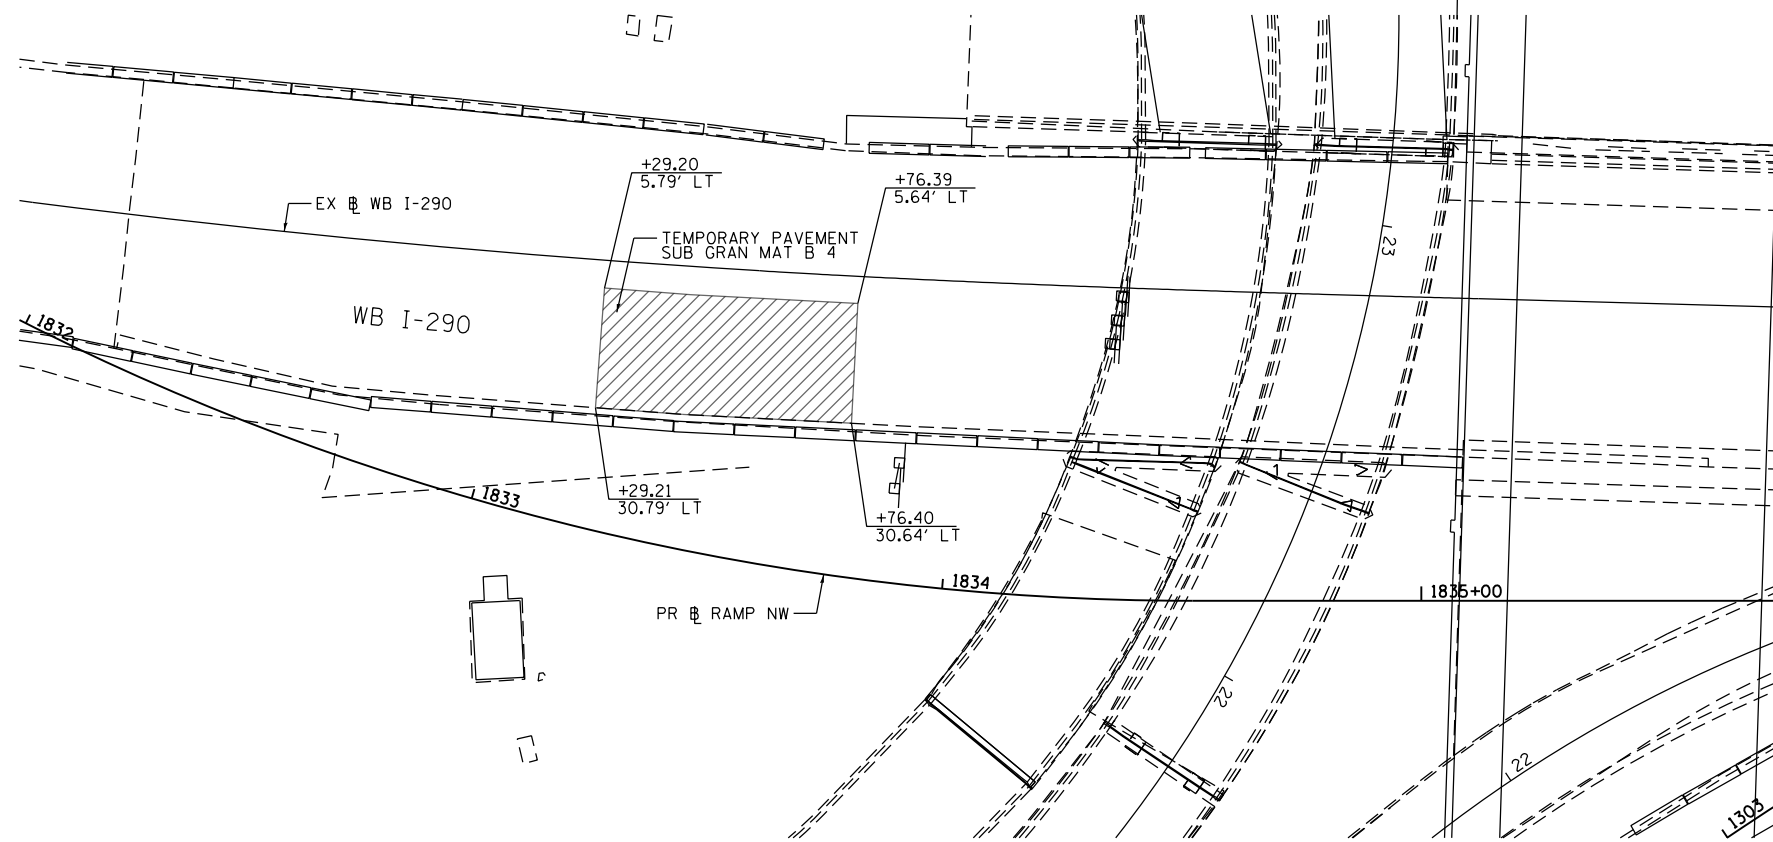 +29.20
5.79' LT
+76.39
5.64' LT
EX ℄ WB I-290
TEMPORARY PAVEMENT
SUB GRAN MAT B 4
WB I-290
23
1832
1833
+29.21
30.79' LT
+76.40
30.64' LT
1834
1835+00
PR ℄ RAMP NW
22
22
1303